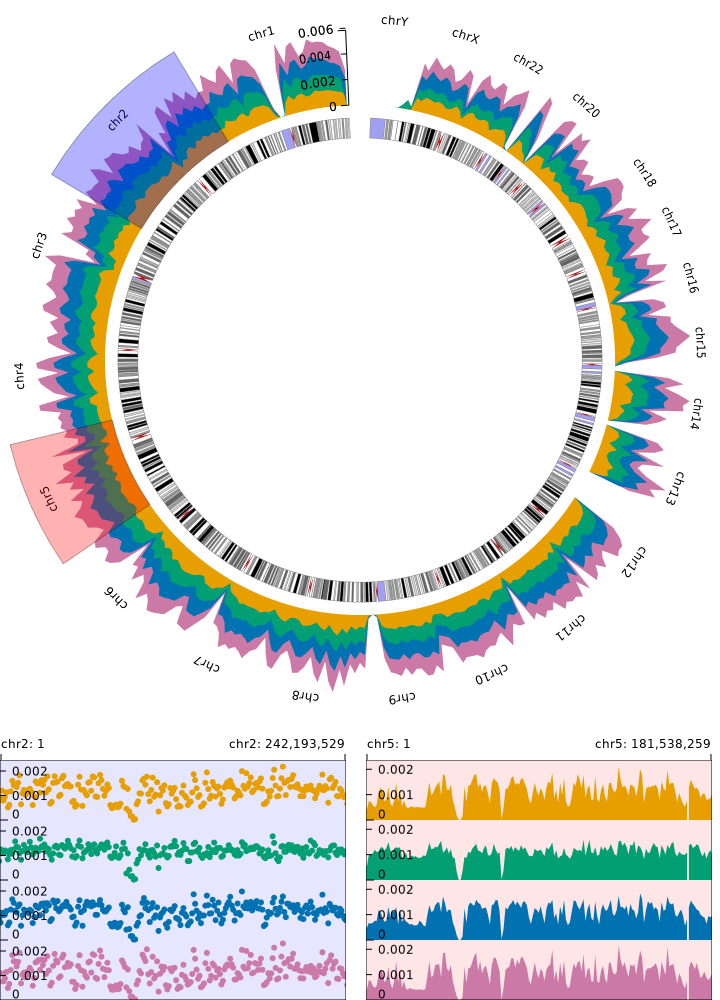 chr1
0.006
0.004
0.002
0
chrY
chrX
chr22
chr20
chr18
chr17
chr16
chr15
chr14
chr13
chr12
chr11
chr10
chr9
chr8
chr7
chr6
chr5
chr4
chr3
chr2
chr2: 1
chr2: 242,193,529
0.002
0.001
0
0.002
0.001
0
0.002
0.001
0
0.002
0.001
0
chr5: 1
chr5: 181,538,259
0.002
0.001
0
0.002
0.001
0
0.002
0.001
0
0.002
0.001
0